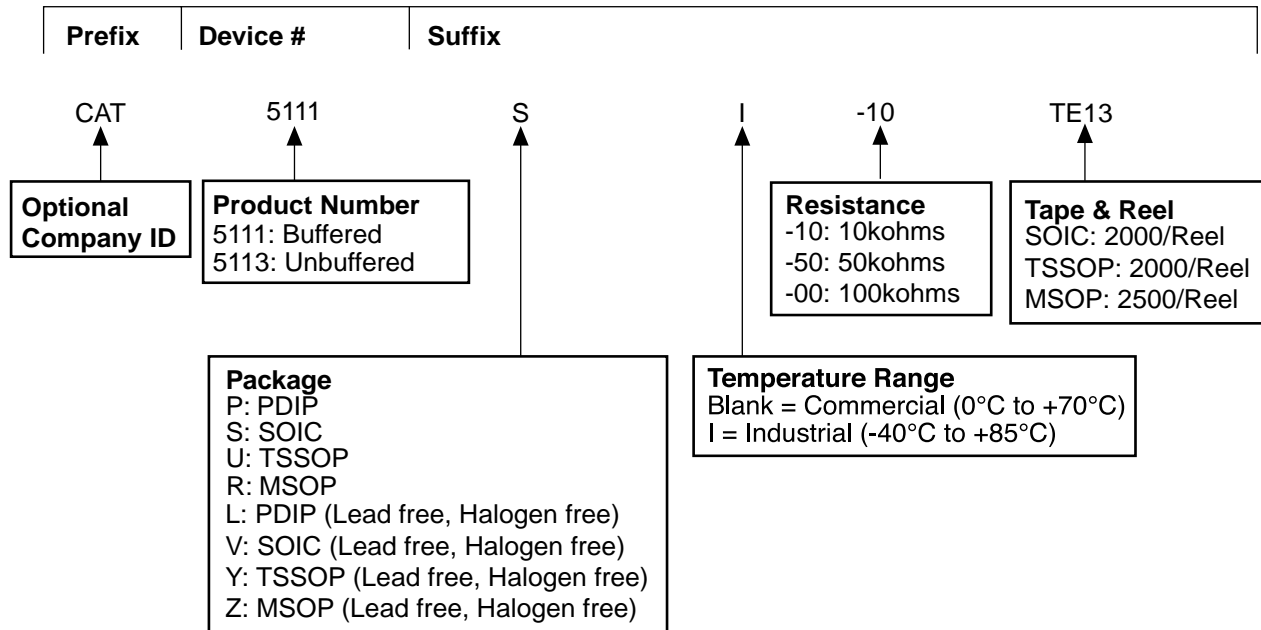 Prefix Device # Suffix
CAT 5111 S I -10 TE13
Optional
Company ID
Product Number
5111: Buffered
5113: Unbuffered
Resistance
-10: 10kohms
-50: 50kohms
-00: 100kohms
Tape & Reel
SOIC: 2000/Reel
TSSOP: 2000/Reel
MSOP: 2500/Reel
Package
P: PDIP
S: SOIC
U: TSSOP
R: MSOP
L: PDIP (Lead free, Halogen free)
V: SOIC (Lead free, Halogen free)
Y: TSSOP (Lead free, Halogen free)
Z: MSOP (Lead free, Halogen free)
Temperature Range
Blank = Commercial (0°C to +70°C)
I = Industrial (-40°C to +85°C)